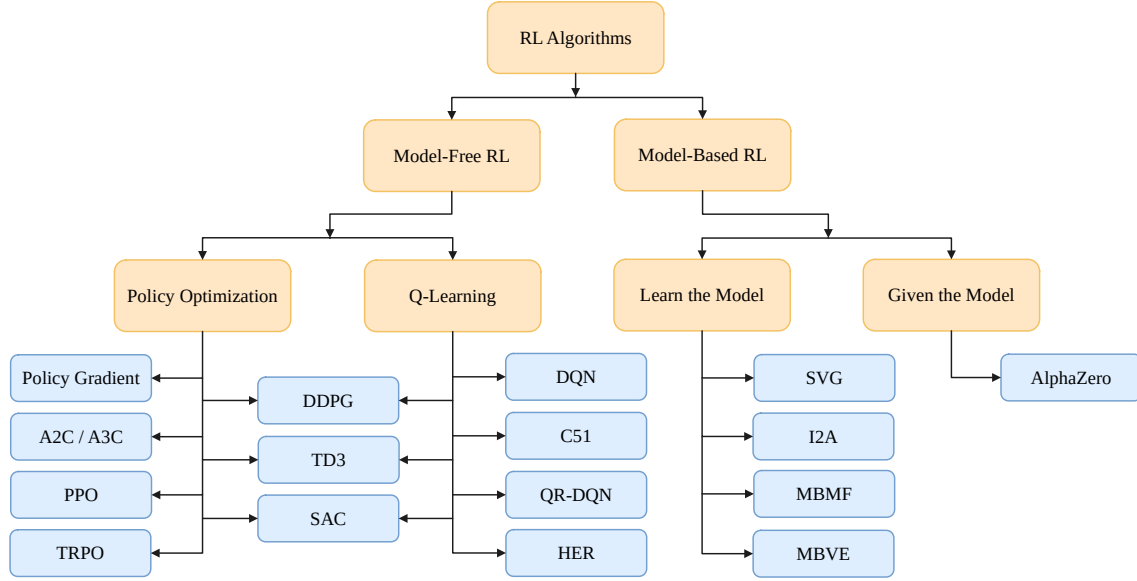 RL Algorithms
Model-Free RL
Model-Based RL
Policy Optimization
Q-Learning
Learn the Model
Given the Model
Policy Gradient
A2C / A3C
PPO
TRPO
DDPG
TD3
SAC
DQN
C51
QR-DQN
HER
SVG
I2A
MBMF
MBVE
AlphaZero